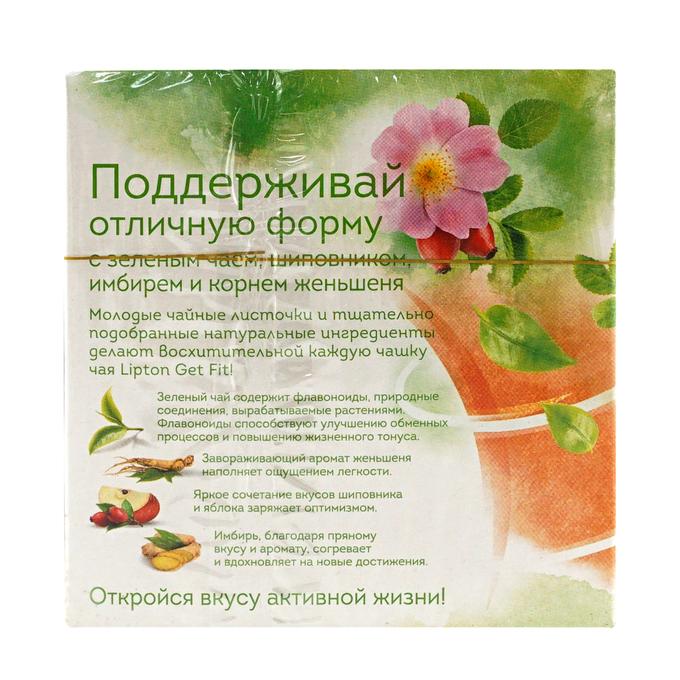 Поддерживай
отличную форму
с зеленым чаем, шиповником,
имбирем и корнем женьшеня
Молодые чайные листочки и тщательно
подобранные натуральные ингредиенты
делают восхитительной каждую чашку
чая Lipton Get Fit!
Зеленый чай содержит флавоноиды, природные
соединения, вырабатываемые растениями.
Флавоноиды способствуют улучшению обменных
процессов и повышению жизненного тонуса.
Завораживающий аромат женьшеня
наполняет ощущением легкости.
Яркое сочетание вкусов шиповника
и яблока заряжает оптимизмом.
Имбирь, благодаря пряному
вкусу и аромату, согревает
и вдохновляет на новые достижения.
Откройся вкусу активной жизни!